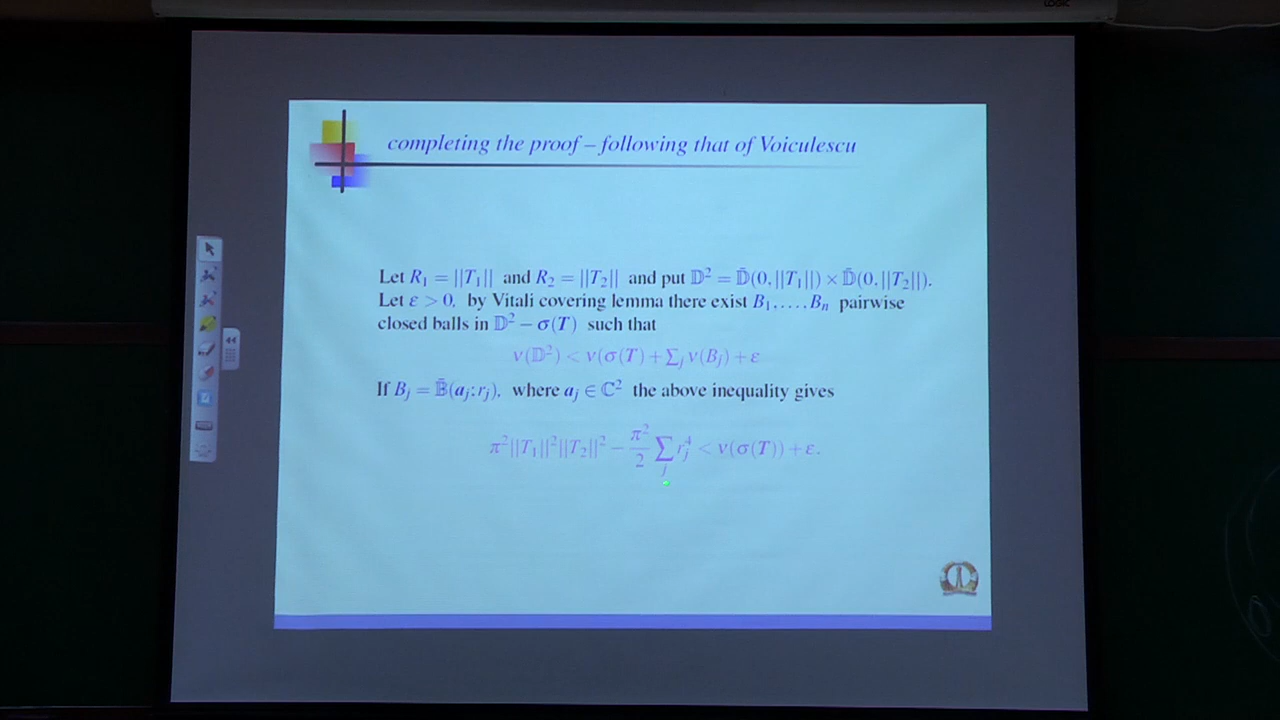 LOGIC
completing the proof – following that of Voiculescu
Let R₁ = ||T₁|| and R₂ = ||T₂|| and put 𝔻² = 𝔻̄(0, ||T₁||) × 𝔻̄(0, ||T₂||).
Let ε > 0, by Vitali covering lemma there exist B₁, …, Bₙ pairwise
closed balls in 𝔻² − σ(T) such that
ν(𝔻²) < ν(σ(T) + ∑ⱼ ν(Bⱼ) + ε
If Bⱼ = 𝔹̄(aⱼ; rⱼ), where aⱼ ∈ ℂ² the above inequality gives
π²||T₁||²||T₂||² − π²/2 ∑ⱼ rⱼ⁴ < ν(σ(T)) + ε.